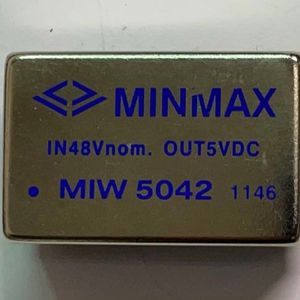 MINMAX
IN48Vnom. OUT5VDC
MIW 5042 1146